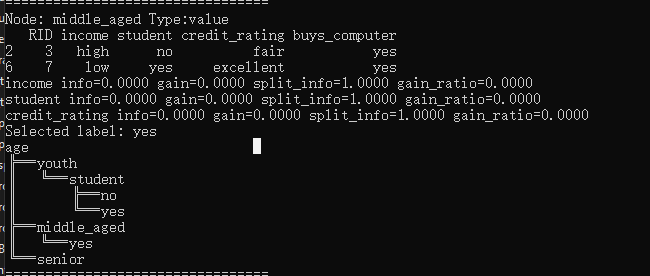 =================================
Node: middle_aged Type:value
RID income student credit_rating buys_computer
2 3 high no fair yes
6 7 low yes excellent yes
income info=0.0000 gain=0.0000 split_info=1.0000 gain_ratio=0.0000
student info=0.0000 gain=0.0000 split_info=1.0000 gain_ratio=0.0000
credit_rating info=0.0000 gain=0.0000 split_info=1.0000 gain_ratio=0.0000
Selected label: yes
age
╠══youth
║ ╚══student
║ ╠══no
║ ╚══yes
╠══middle_aged
║ ╚══yes
╚══senior
=================================